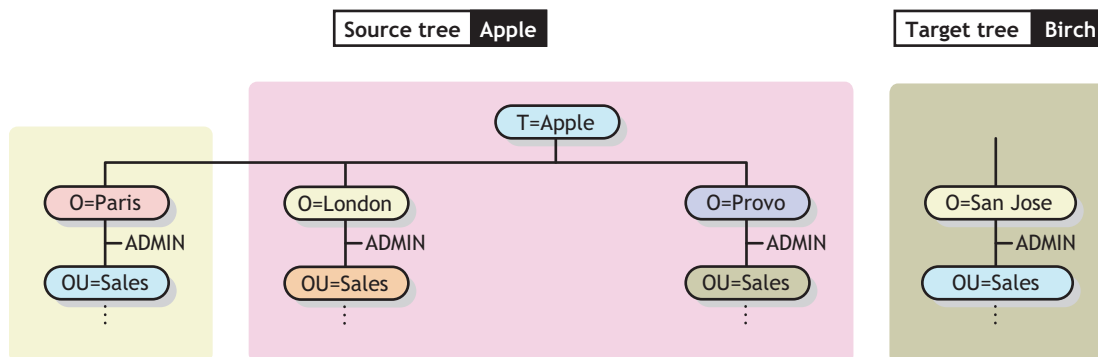 Source tree Apple
Target tree Birch
T=Apple
O=Paris
O=London
O=Provo
O=San Jose
ADMIN
ADMIN
ADMIN
ADMIN
OU=Sales
OU=Sales
OU=Sales
OU=Sales